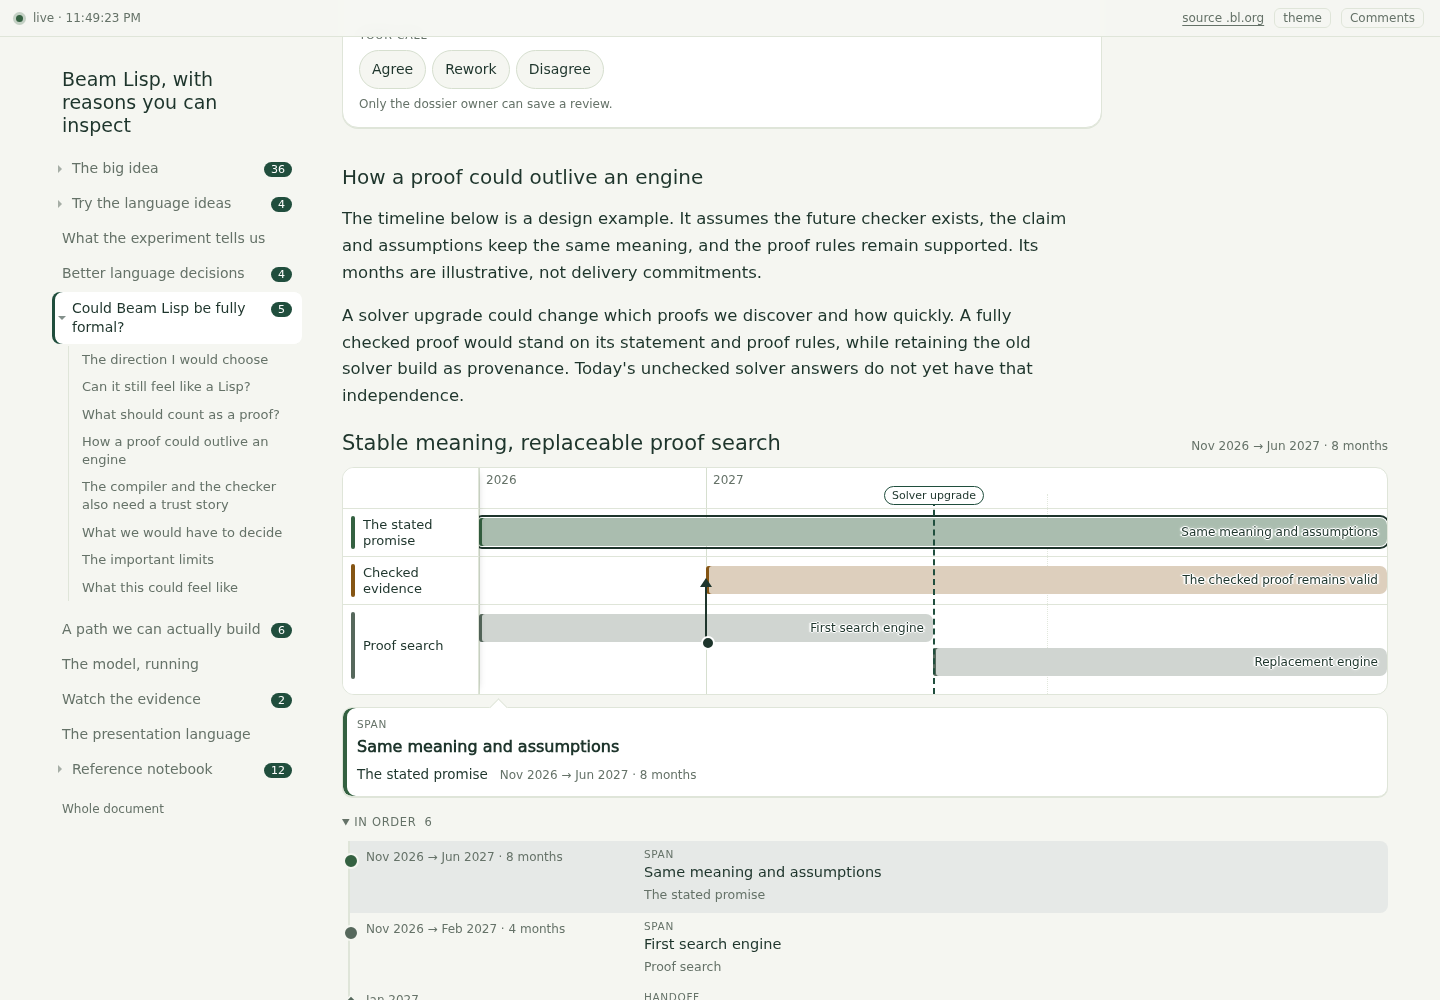 live · 11:49:23 PM
source .bl.org
theme
Comments
Beam Lisp, with
reasons you can
inspect
The big idea 36
Try the language ideas 4
What the experiment tells us
Better language decisions 4
Could Beam Lisp be fully 5
formal?
The direction I would choose
Can it still feel like a Lisp?
What should count as a proof?
How a proof could outlive an
engine
The compiler and the checker
also need a trust story
What we would have to decide
The important limits
What this could feel like
A path we can actually build 6
The model, running
Watch the evidence 2
The presentation language
Reference notebook 12
Whole document
YOUR CALL
Agree
Rework
Disagree
Only the dossier owner can save a review.
How a proof could outlive an engine
The timeline below is a design example. It assumes the future checker exists, the claim
and assumptions keep the same meaning, and the proof rules remain supported. Its
months are illustrative, not delivery commitments.
A solver upgrade could change which proofs we discover and how quickly. A fully
checked proof would stand on its statement and proof rules, while retaining the old
solver build as provenance. Today's unchecked solver answers do not yet have that
independence.
Stable meaning, replaceable proof search
Nov 2026 → Jun 2027 · 8 months
2026
2027
Solver upgrade
The stated
promise
Same meaning and assumptions
Checked
evidence
The checked proof remains valid
Proof search
First search engine
Replacement engine
SPAN
Same meaning and assumptions
The stated promise Nov 2026 → Jun 2027 · 8 months
IN ORDER 6
Nov 2026 → Jun 2027 · 8 months
SPAN
Same meaning and assumptions
The stated promise
Nov 2026 → Feb 2027 · 4 months
SPAN
First search engine
Proof search
Jan 2027
HANDOFF